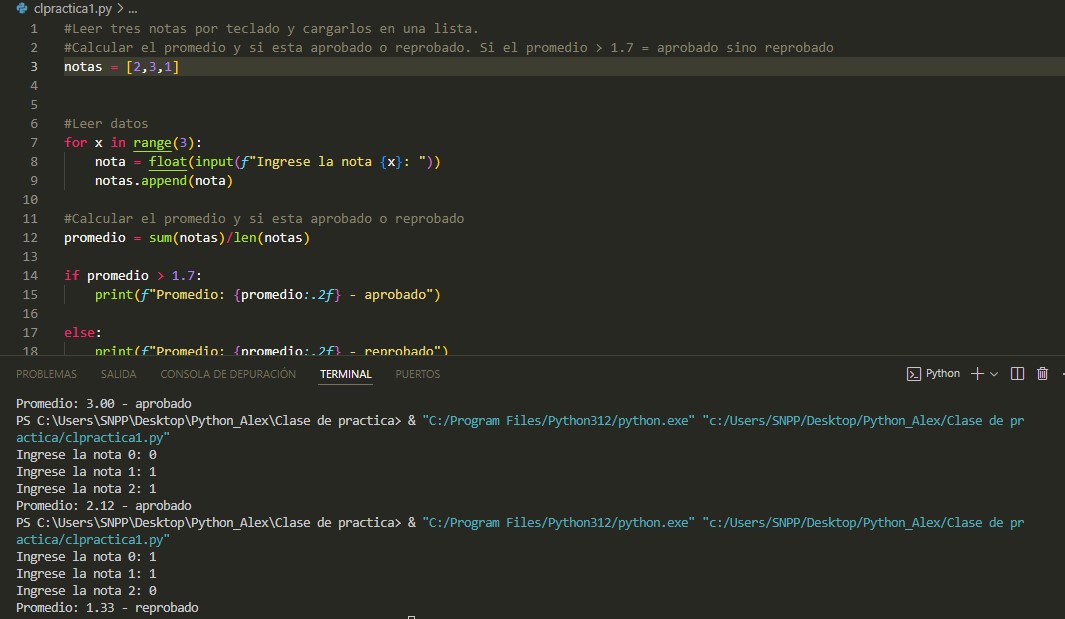 clpractica1.py > ...
1 #Leer tres notas por teclado y cargarlos en una lista.
2 #Calcular el promedio y si esta aprobado o reprobado. Si el promedio > 1.7 = aprobado sino reprobado
3 notas = [2,3,1]
4
5
6 #Leer datos
7 for x in range(3):
8     nota = float(input(f"Ingrese la nota {x}: "))
9     notas.append(nota)
10
11 #Calcular el promedio y si esta aprobado o reprobado
12 promedio = sum(notas)/len(notas)
13
14 if promedio > 1.7:
15     print(f"Promedio: {promedio:.2f} - aprobado")
16
17 else:
18     print(f"Promedio: {promedio:.2f} - reprobado")
PROBLEMAS SALIDA CONSOLA DE DEPURACIÓN TERMINAL PUERTOS Python
Promedio: 3.00 - aprobado
PS C:\Users\SNPP\Desktop\Python_Alex\Clase de practica> & "C:/Program Files/Python312/python.exe" "c:/Users/SNPP/Desktop/Python_Alex/Clase de pr
actica/clpractica1.py"
Ingrese la nota 0: 0
Ingrese la nota 1: 1
Ingrese la nota 2: 1
Promedio: 2.12 - aprobado
PS C:\Users\SNPP\Desktop\Python_Alex\Clase de practica> & "C:/Program Files/Python312/python.exe" "c:/Users/SNPP/Desktop/Python_Alex/Clase de pr
actica/clpractica1.py"
Ingrese la nota 0: 1
Ingrese la nota 1: 1
Ingrese la nota 2: 0
Promedio: 1.33 - reprobado